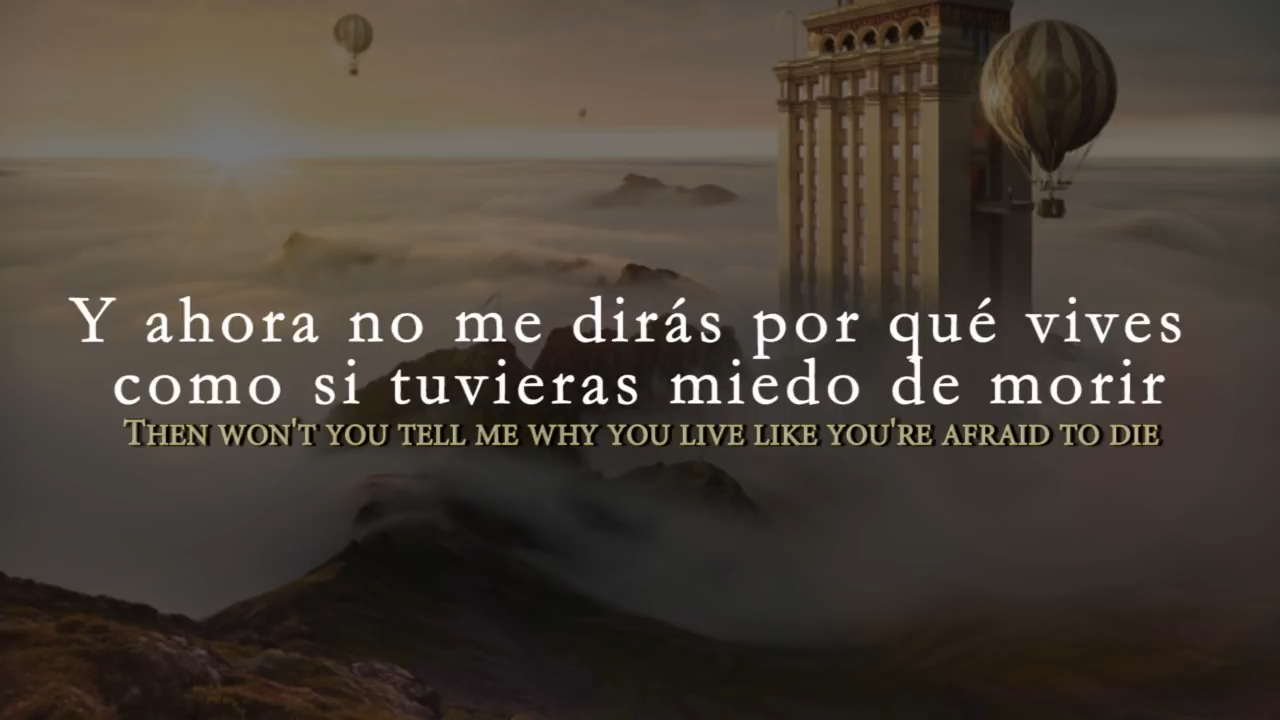 Y ahora no me dirás por qué vives
como si tuvieras miedo de morir
THEN WON'T YOU TELL ME WHY YOU LIVE LIKE YOU'RE AFRAID TO DIE